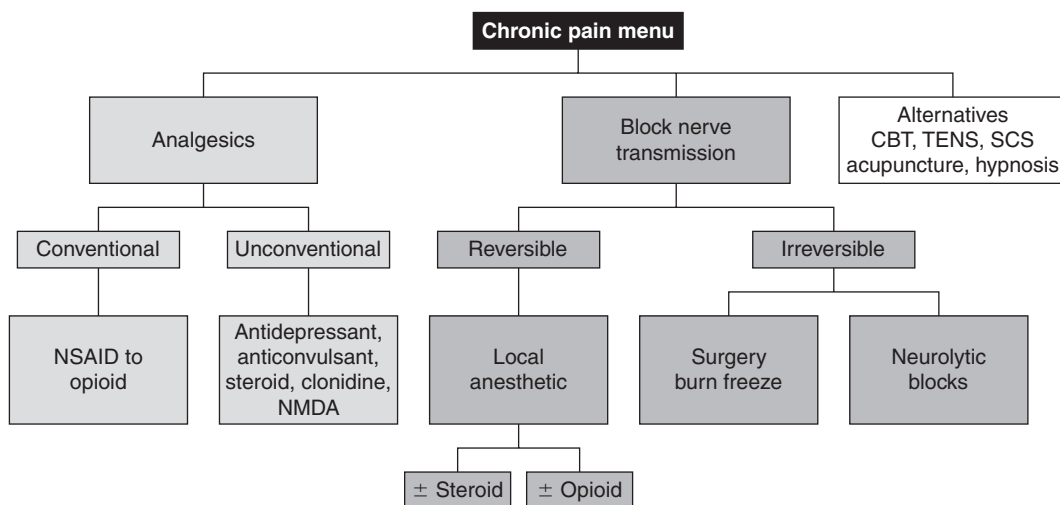 Chronic pain menu
Analgesics
Block nerve
transmission
Alternatives
CBT, TENS, SCS
acupuncture, hypnosis
Conventional
Unconventional
Reversible
Irreversible
NSAID to
opioid
Antidepressant,
anticonvulsant,
steroid, clonidine,
NMDA
Local
anesthetic
Surgery
burn freeze
Neurolytic
blocks
± Steroid
± Opioid